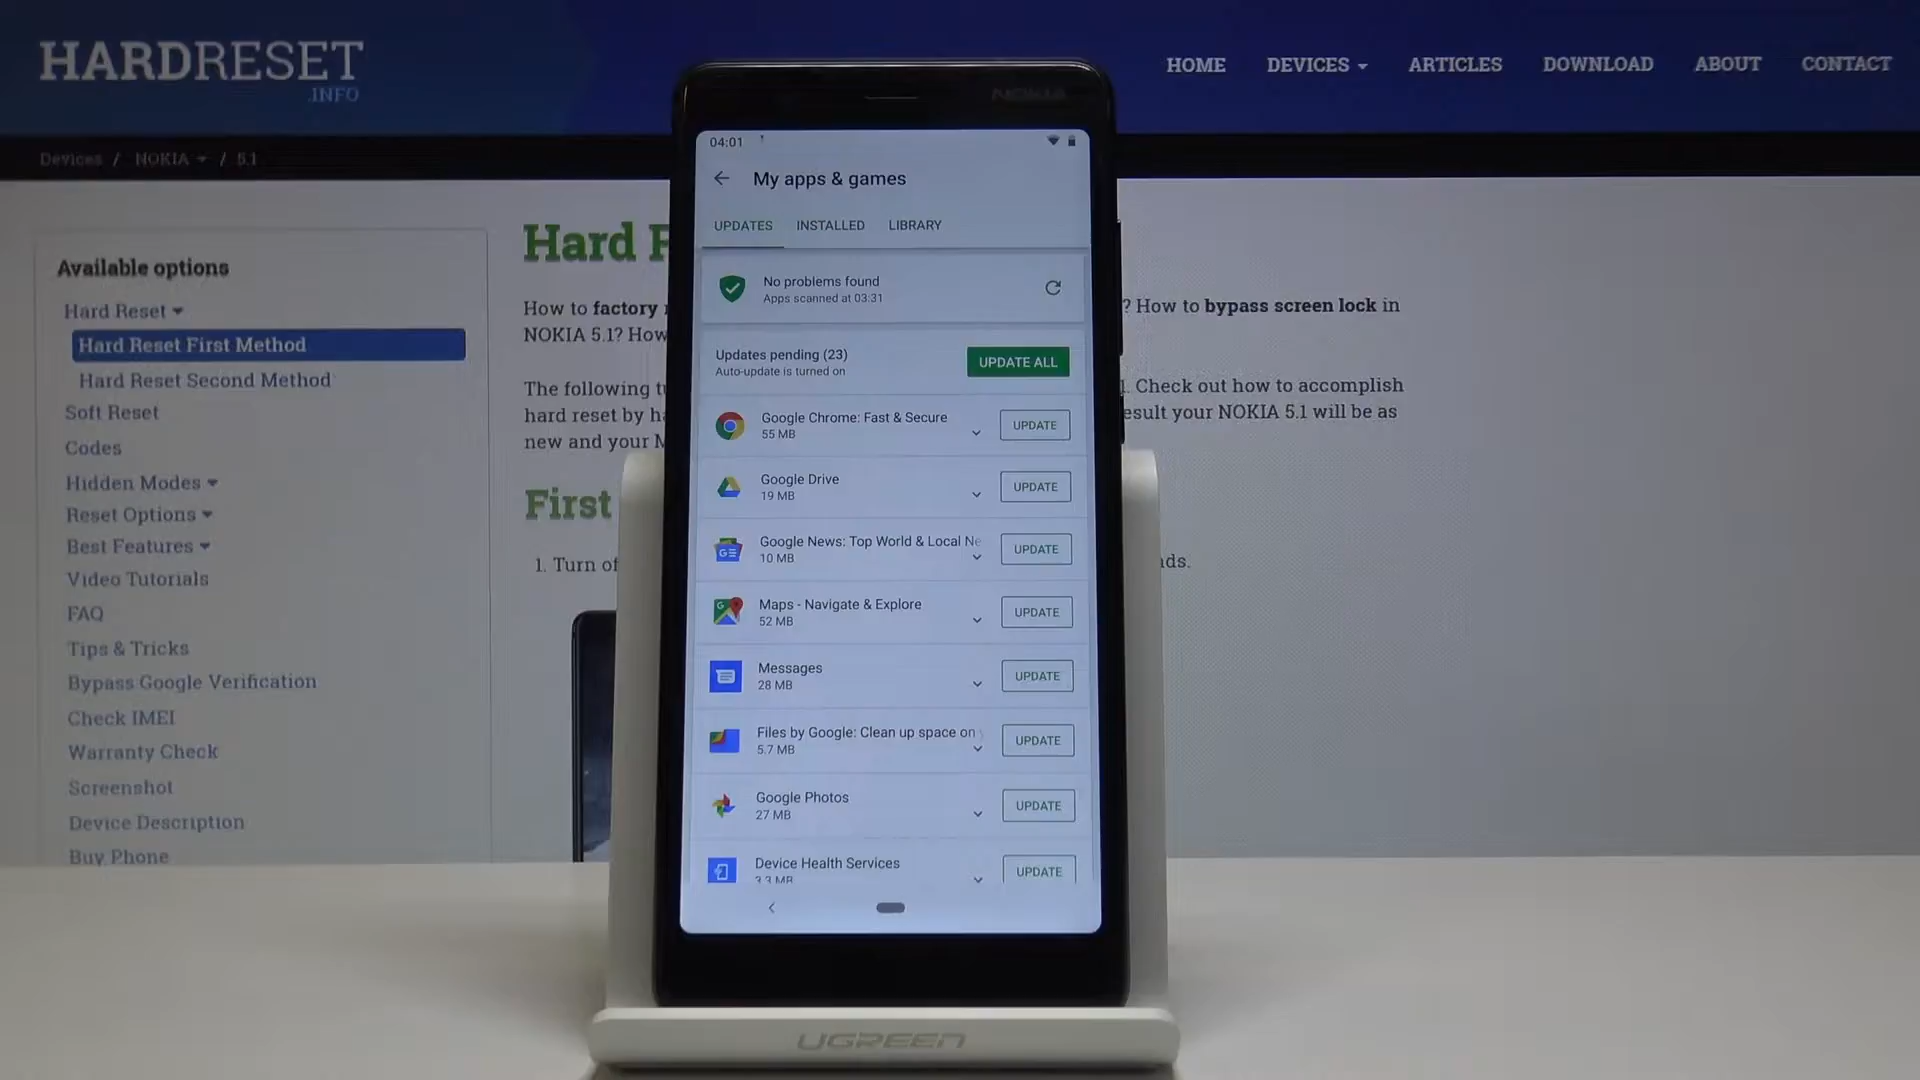 HARDRESET
.INFO
HOME DEVICES ARTICLES DOWNLOAD ABOUT CONTACT
Devices / NOKIA / 5.1
Available options
Hard Reset
Hard Reset First Method
Hard Reset Second Method
Soft Reset
Codes
Hidden Modes
Reset Options
Best Features
Video Tutorials
FAQ
Tips & Tricks
Bypass Google Verification
Check IMEI
Warranty Check
Screenshot
Device Description
Buy Phone
Hard
How to factory ? How to bypass screen lock in
NOKIA 5.1? How
The following Check out how to accomplish
hard reset by esult your NOKIA 5.1 will be as
new and your
First
1. Turn of ds.
NOKIA
04:01
My apps & games
UPDATES INSTALLED LIBRARY
No problems found
Apps scanned at 03:31
Updates pending (23)
Auto-update is turned on
UPDATE ALL
Google Chrome: Fast & Secure
55 MB
UPDATE
Google Drive
19 MB
UPDATE
Google News: Top World & Local Ne
10 MB
UPDATE
Maps - Navigate & Explore
52 MB
UPDATE
Messages
28 MB
UPDATE
Files by Google: Clean up space on
5.7 MB
UPDATE
Google Photos
27 MB
UPDATE
Device Health Services
3.3 MB
UPDATE
UGREEN